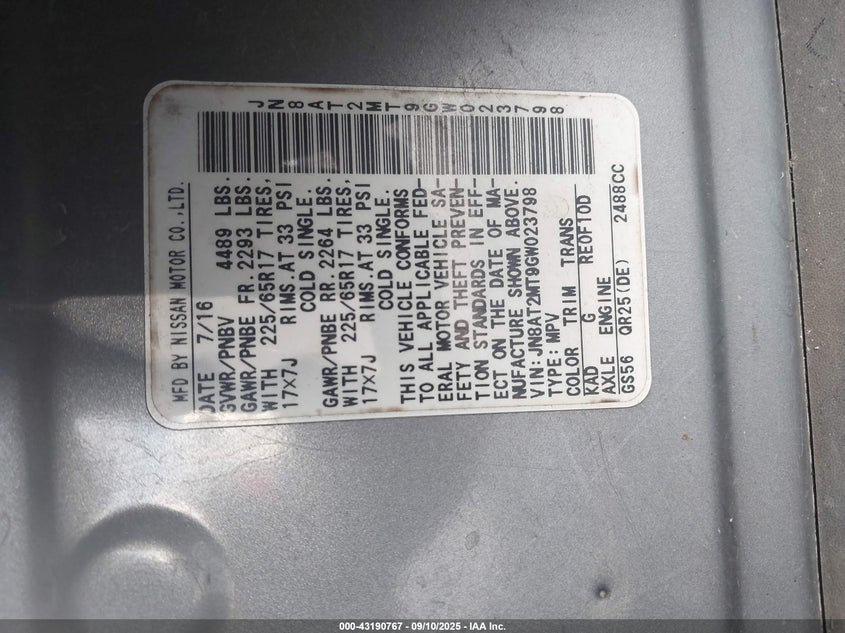 JN8AT2MT9GW023798
MFD BY NISSAN MOTOR CO.,LTD.
DATE 7/16
GVWR/PNBV 4489 LBS.
GAWR/PNBE FR. 2293 LBS.
WITH 225/65R17 TIRES,
17×7J RIMS AT 33 PSI
COLD SINGLE.
GAWR/PNBE RR. 2264 LBS.
WITH 225/65R17 TIRES,
17×7J RIMS AT 33 PSI
COLD SINGLE.
THIS VEHICLE CONFORMS
TO ALL APPLICABLE FED-
ERAL MOTOR VEHICLE SA-
FETY AND THEFT PREVEN-
TION STANDARDS IN EFF-
ECT ON THE DATE OF MA-
NUFACTURE SHOWN ABOVE.
VIN: JN8AT2MT9GW023798
TYPE: MPV
COLOR TRIM TRANS
KAD G RE0F10D
AXLE ENGINE
GS56 QR25(DE) 2488CC
000-43190767 - 09/10/2025 - IAA Inc.